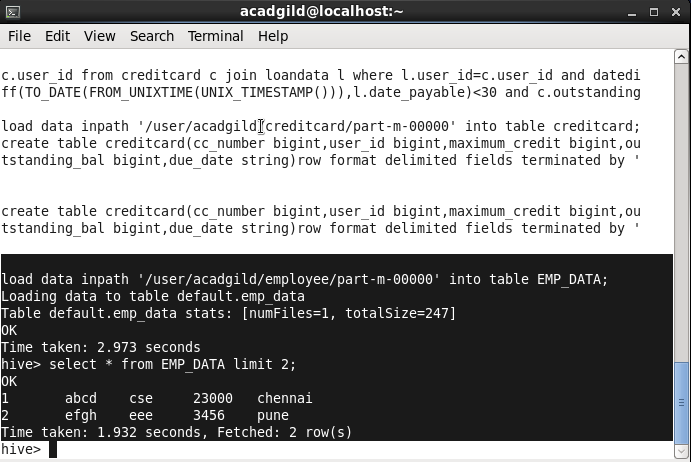 acadgild@localhost:~
File Edit View Search Terminal Help
c.user_id from creditcard c join loandata l where l.user_id=c.user_id and datedi
ff(TO_DATE(FROM_UNIXTIME(UNIX_TIMESTAMP())),l.date_payable)<30 and c.outstanding
load data inpath '/user/acadgild/creditcard/part-m-00000' into table creditcard;
create table creditcard(cc_number bigint,user_id bigint,maximum_credit bigint,ou
tstanding_bal bigint,due_date string)row format delimited fields terminated by '
create table creditcard(cc_number bigint,user_id bigint,maximum_credit bigint,ou
tstanding_bal bigint,due_date string)row format delimited fields terminated by '
load data inpath '/user/acadgild/employee/part-m-00000' into table EMP_DATA;
Loading data to table default.emp_data
Table default.emp_data stats: [numFiles=1, totalSize=247]
OK
Time taken: 2.973 seconds
hive> select * from EMP_DATA limit 2;
OK
1 abcd cse 23000 chennai
2 efgh eee 3456 pune
Time taken: 1.932 seconds, Fetched: 2 row(s)
hive>